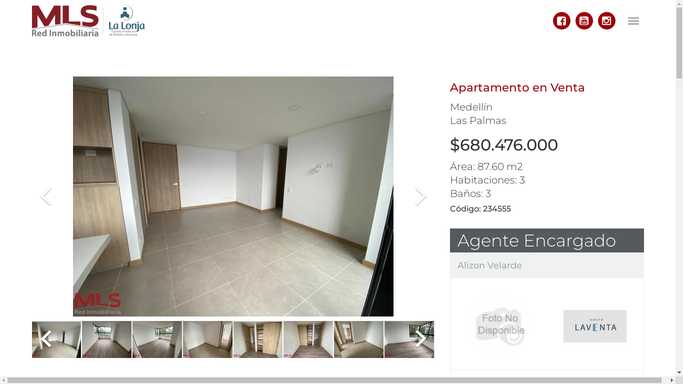 MLS
Red Inmobiliaria
La Lonja
Apartamento en Venta
Medellín
Las Palmas
$680.476.000
Área: 87.60 m2
Habitaciones: 3
Baños: 3
Código: 234555
MLS
Red Inmobiliaria
Agente Encargado
Alizon Velarde
Foto No
Disponible
LAVENTA